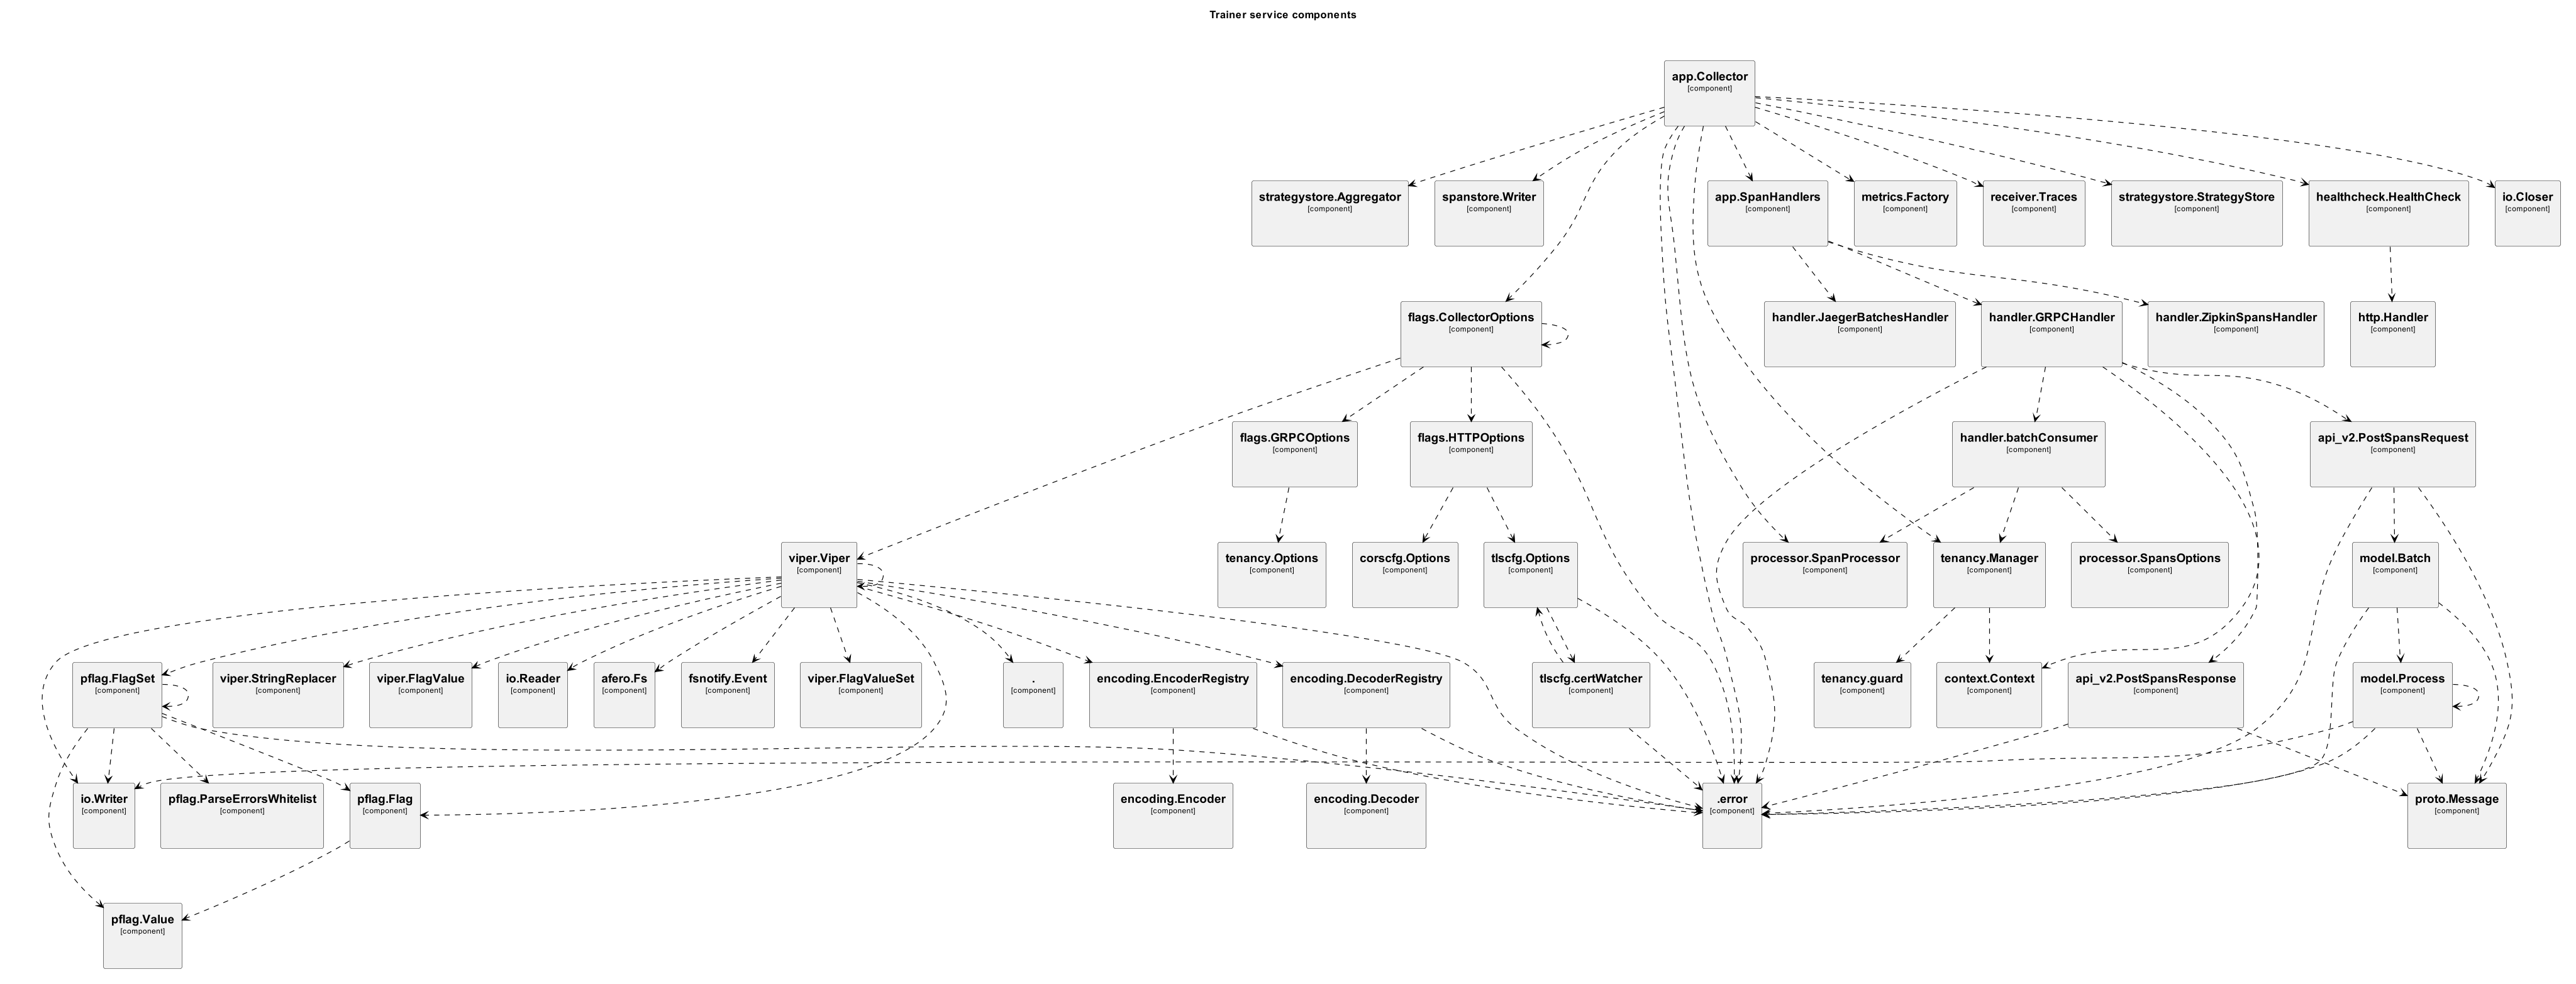 Trainer service components
app.Collector
[component]
strategystore.Aggregator
[component]
spanstore.Writer
[component]
app.SpanHandlers
[component]
metrics.Factory
[component]
receiver.Traces
[component]
strategystore.StrategyStore
[component]
healthcheck.HealthCheck
[component]
io.Closer
[component]
flags.CollectorOptions
[component]
handler.JaegerBatchesHandler
[component]
handler.GRPCHandler
[component]
handler.ZipkinSpansHandler
[component]
http.Handler
[component]
flags.GRPCOptions
[component]
flags.HTTPOptions
[component]
handler.batchConsumer
[component]
api_v2.PostSpansRequest
[component]
viper.Viper
[component]
tenancy.Options
[component]
corscfg.Options
[component]
tlscfg.Options
[component]
processor.SpanProcessor
[component]
tenancy.Manager
[component]
processor.SpansOptions
[component]
model.Batch
[component]
pflag.FlagSet
[component]
viper.StringReplacer
[component]
viper.FlagValue
[component]
io.Reader
[component]
afero.Fs
[component]
fsnotify.Event
[component]
viper.FlagValueSet
[component]
.
[component]
encoding.EncoderRegistry
[component]
encoding.DecoderRegistry
[component]
tlscfg.certWatcher
[component]
tenancy.guard
[component]
context.Context
[component]
api_v2.PostSpansResponse
[component]
model.Process
[component]
io.Writer
[component]
pflag.ParseErrorsWhitelist
[component]
pflag.Flag
[component]
encoding.Encoder
[component]
encoding.Decoder
[component]
.error
[component]
proto.Message
[component]
pflag.Value
[component]